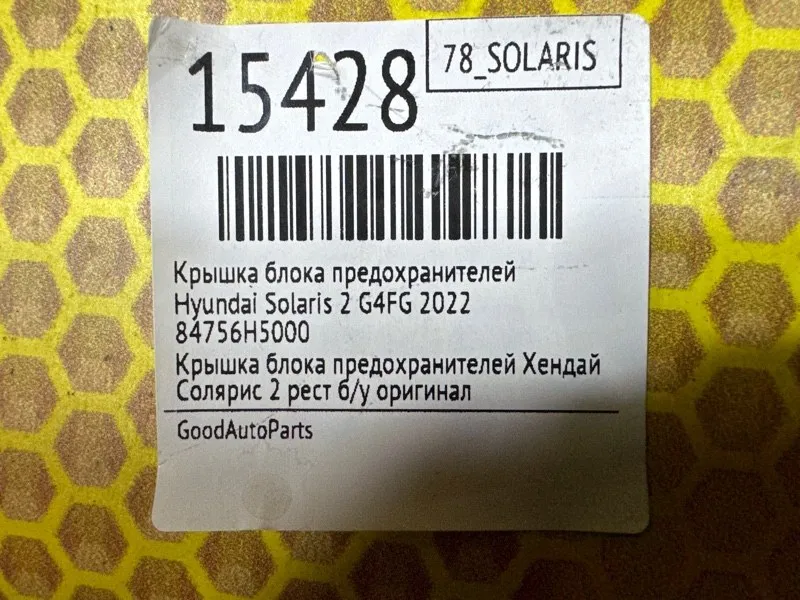 15428
78_SOLARIS
Крышка блока предохранителей
Hyundai Solaris 2 G4FG 2022
84756H5000
Крышка блока предохранителей Хендай
Солярис 2 рест б/у оригинал
GoodAutoParts